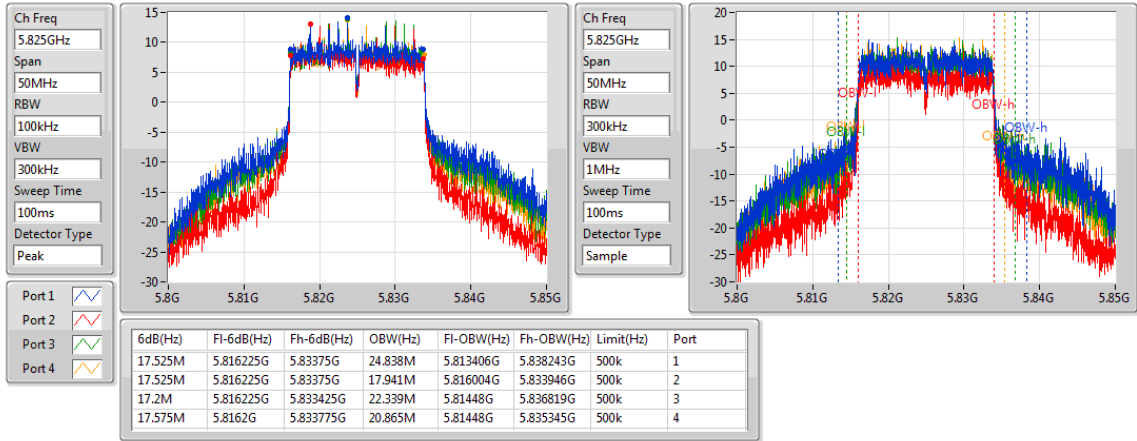 Ch Freq
5.825GHz
Span
50MHz
RBW
100kHz
VBW
300kHz
Sweep Time
100ms
Detector Type
Peak
15
10
5
0
-5
-10
-15
-20
-25
-30
5.8G 5.81G 5.82G 5.83G 5.84G 5.85G
Ch Freq
5.825GHz
Span
50MHz
RBW
300kHz
VBW
1MHz
Sweep Time
100ms
Detector Type
Sample
20
15
10
5
0
-5
-10
-15
-20
-25
-30
OBW-l
OBW-h
OBW-h
5.8G 5.81G 5.82G 5.83G 5.84G 5.85G
Port 1
Port 2
Port 3
Port 4
6dB(Hz) Fl-6dB(Hz) Fh-6dB(Hz) OBW(Hz) Fl-OBW(Hz) Fh-OBW(Hz) Limit(Hz) Port
17.525M 5.816225G 5.83375G 24.838M 5.813406G 5.838243G 500k 1
17.525M 5.816225G 5.83375G 17.941M 5.816004G 5.833946G 500k 2
17.2M 5.816225G 5.833425G 22.339M 5.81448G 5.836819G 500k 3
17.575M 5.8162G 5.833775G 20.865M 5.81448G 5.835345G 500k 4